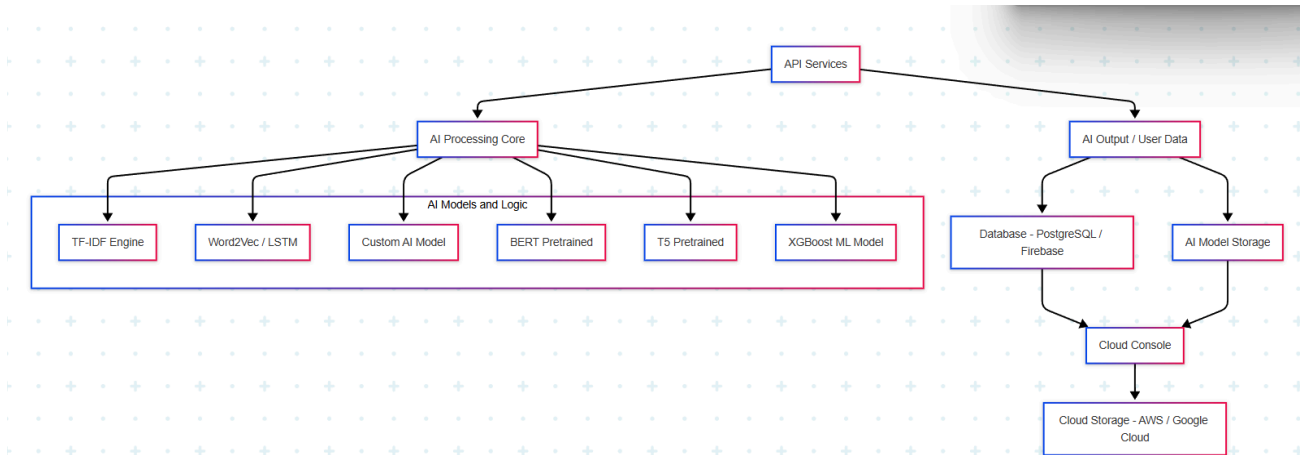 API Services
AI Processing Core
AI Output / User Data
AI Models and Logic
TF-IDF Engine
Word2Vec / LSTM
Custom AI Model
BERT Pretrained
T5 Pretrained
XGBoost ML Model
Database - PostgreSQL /
Firebase
AI Model Storage
Cloud Console
Cloud Storage - AWS / Google
Cloud